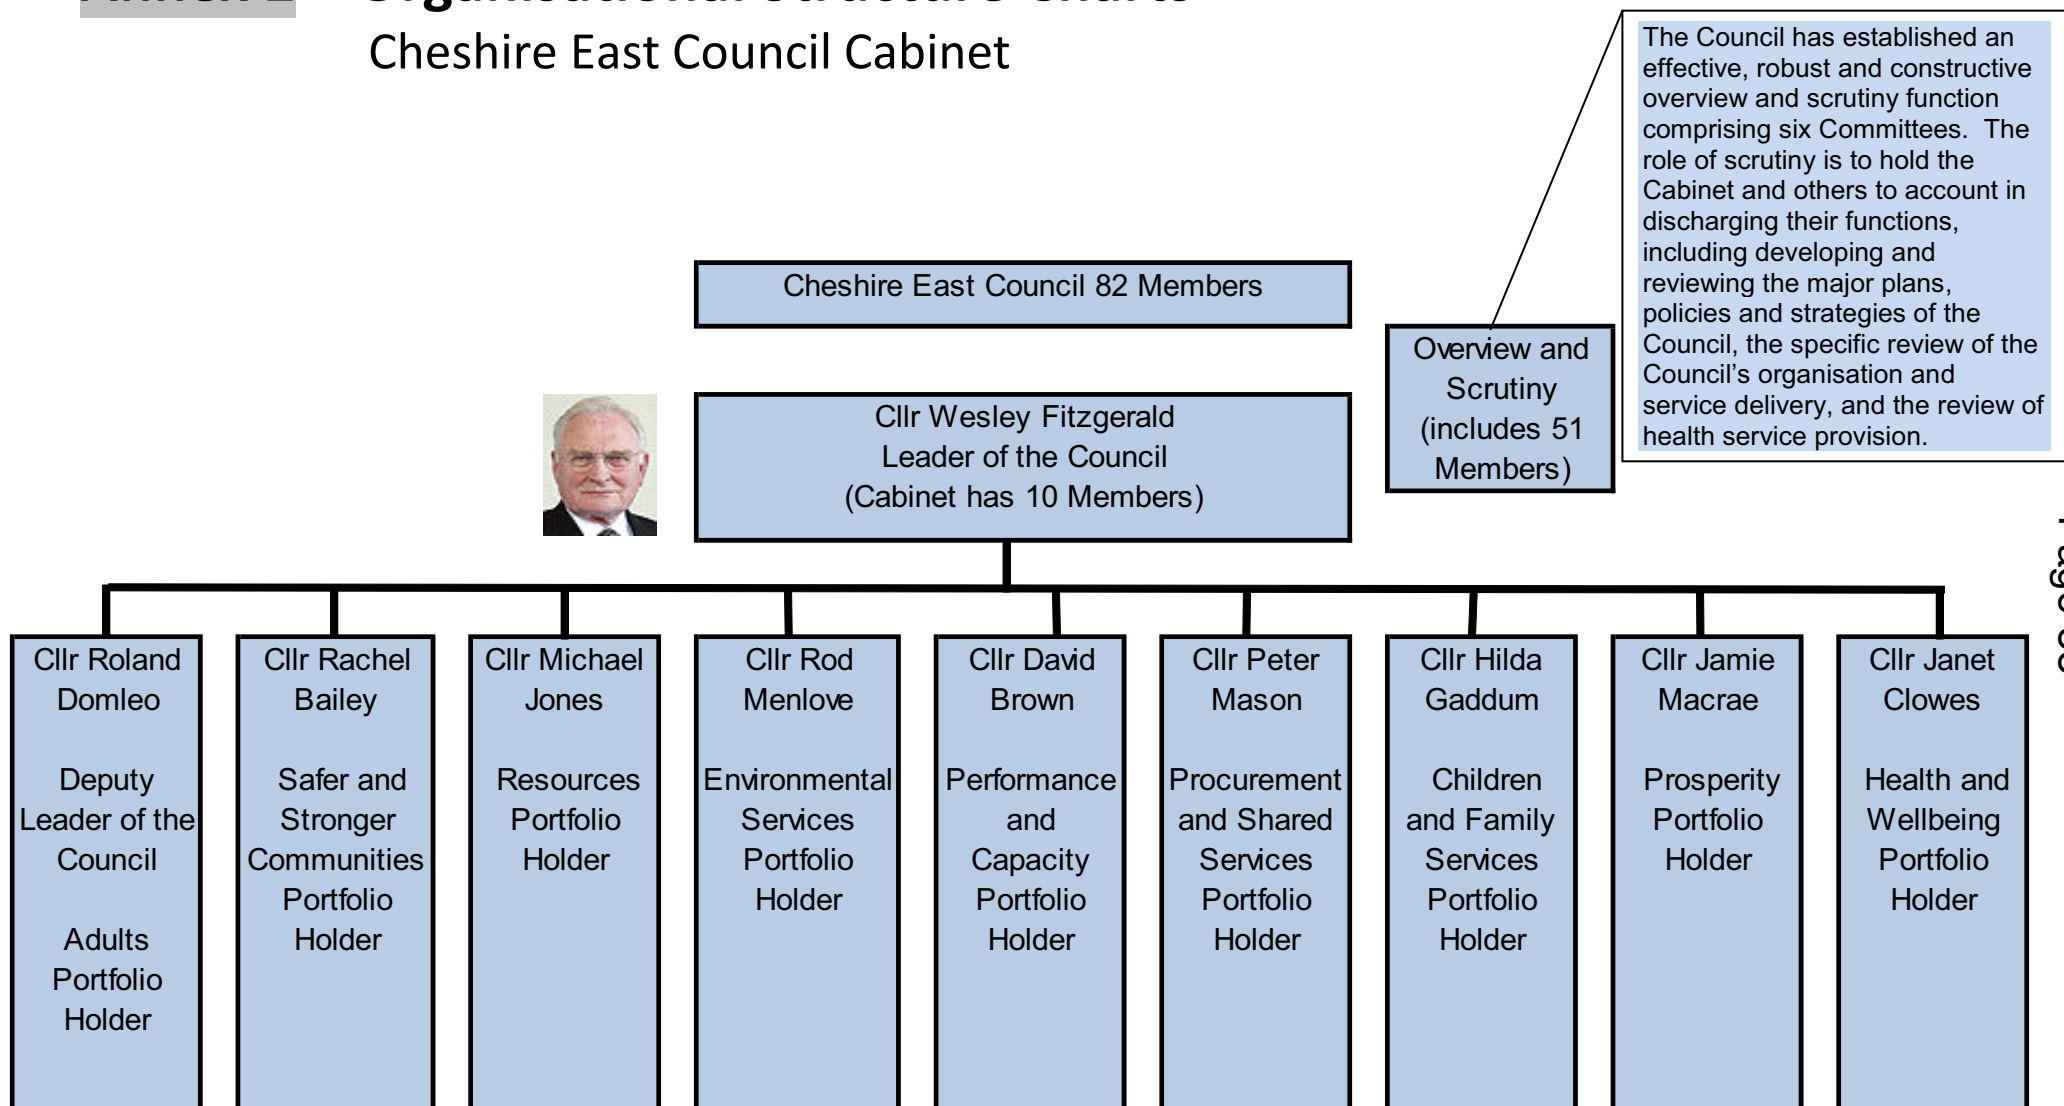 Cheshire East Council Cabinet
The Council has established an
effective, robust and constructive
overview and scrutiny function
comprising six Committees.  The
role of scrutiny is to hold the
Cabinet and others to account in
discharging their functions,
including developing and
reviewing the major plans,
policies and strategies of the
Council, the specific review of the
Council’s organisation and
service delivery, and the review of
health service provision.
Cheshire East Council 82 Members
Overview and
Scrutiny
(includes 51
Members)
Cllr Wesley Fitzgerald
Leader of the Council
(Cabinet has 10 Members)
Cllr Roland
Domleo
Deputy
Leader of the
Council
Adults
Portfolio
Holder
Cllr Rachel
Bailey
Safer and
Stronger
Communities
Portfolio
Holder
Cllr Michael
Jones
Resources
Portfolio
Holder
Cllr Rod
Menlove
Environmental
Services
Portfolio
Holder
Cllr David
Brown
Performance
and
Capacity
Portfolio
Holder
Cllr Peter
Mason
Procurement
and Shared
Services
Portfolio
Holder
Cllr Hilda
Gaddum
Children
and Family
Services
Portfolio
Holder
Cllr Jamie
Macrae
Prosperity
Portfolio
Holder
Cllr Janet
Clowes
Health and
Wellbeing
Portfolio
Holder